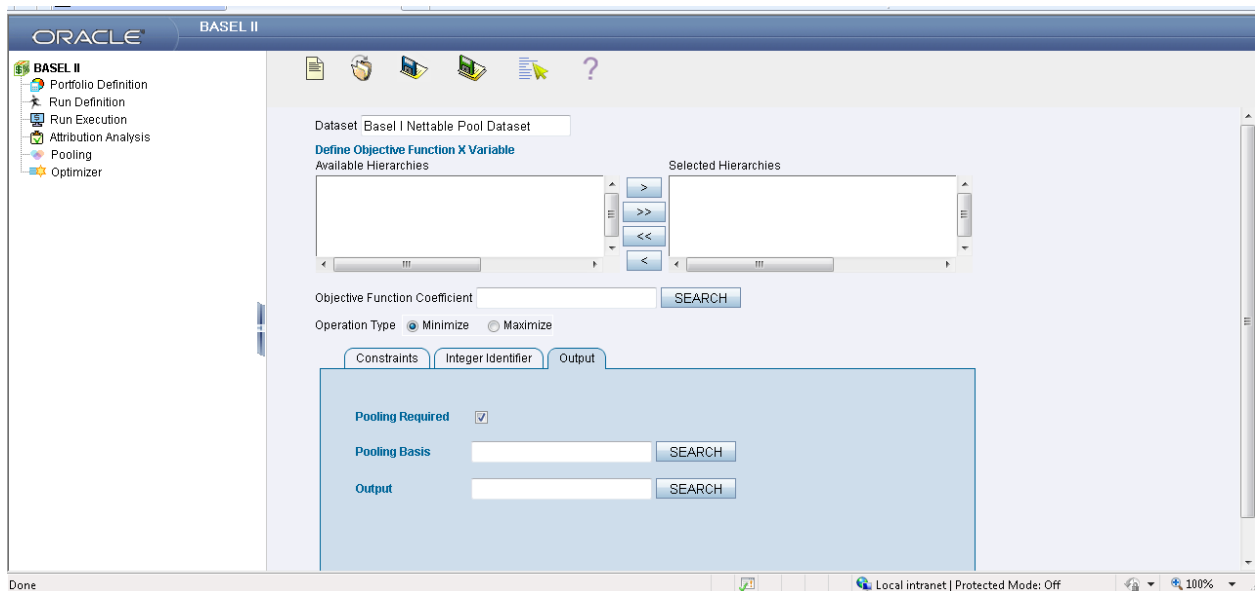 ORACLE
BASEL II
BASEL II
Portfolio Definition
Run Definition
Run Execution
Attribution Analysis
Pooling
Optimizer
?
Dataset Basel I Nettable Pool Dataset
Define Objective Function X Variable
Available Hierarchies
Selected Hierarchies
>
>>
<<
<
Objective Function Coefficient SEARCH
Operation Type Minimize Maximize
Constraints Integer Identifier Output
Pooling Required
Pooling Basis SEARCH
Output SEARCH
Done Local intranet | Protected Mode: Off 100%